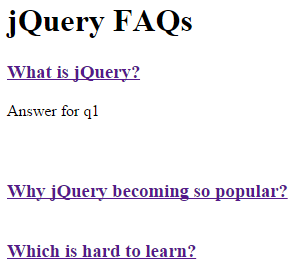 jQuery FAQs
What is jQuery?
Answer for q1
Why jQuery becoming so popular?
Which is hard to learn?